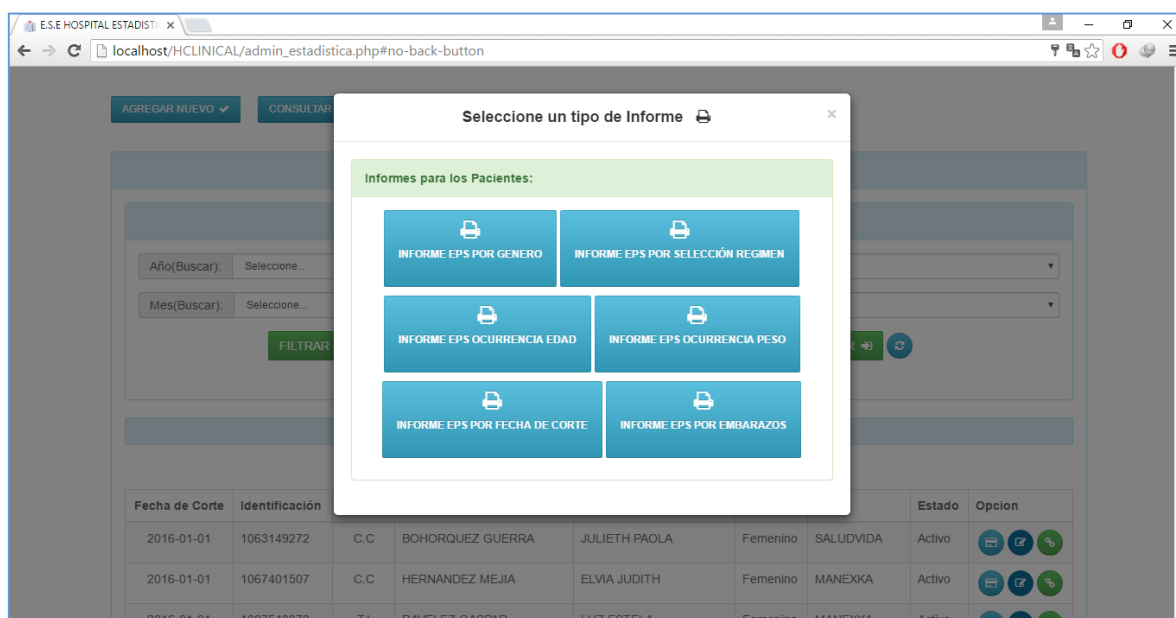 E.S.E HOSPITAL ESTADISTI
localhost/HCLINICAL/admin_estadistica.php#no-back-button
AGREGAR NUEVO
CONSULTAR
Seleccione un tipo de Informe
×
Informes para los Pacientes:
INFORME EPS POR GENERO
INFORME EPS POR SELECCIÓN REGIMEN
Año(Buscar): Seleccione...
Mes(Buscar): Seleccione...
INFORME EPS OCURRENCIA EDAD
INFORME EPS OCURRENCIA PESO
FILTRAR
INFORME EPS POR FECHA DE CORTE
INFORME EPS POR EMBARAZOS
Fecha de Corte Identificación Estado Opcion
2016-01-01 1063149272 C.C BOHORQUEZ GUERRA JULIETH PAOLA Femenino SALUDVIDA Activo
2016-01-01 1067401507 C.C HERNANDEZ MEJIA ELVIA JUDITH Femenino MANEXKA Activo